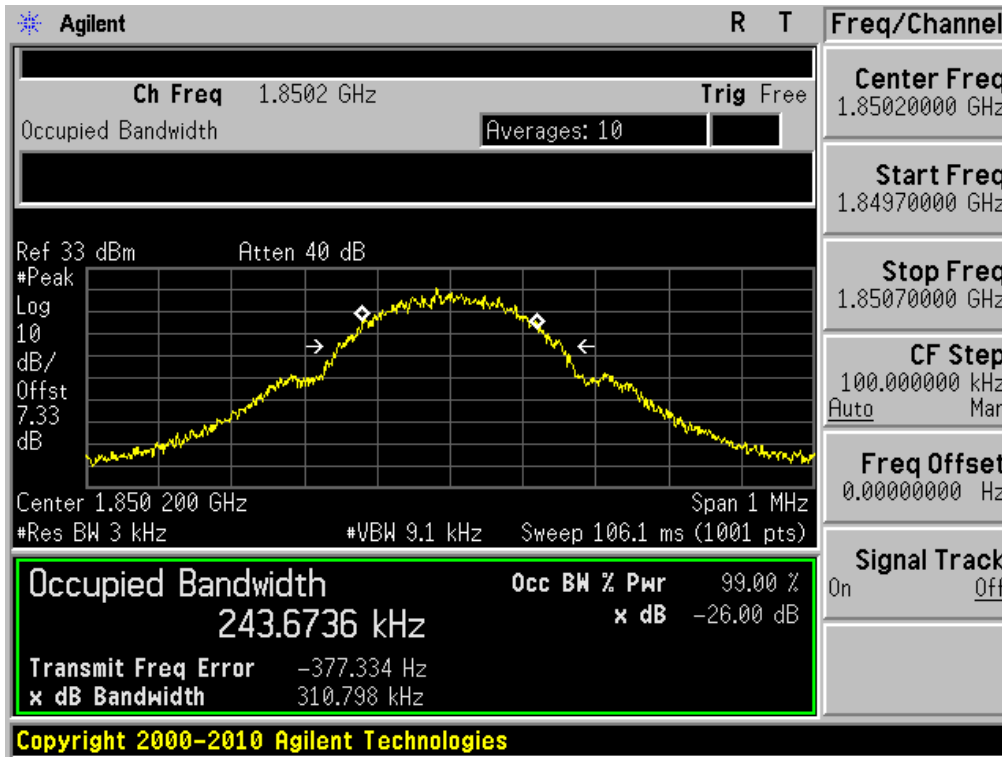 Agilent R T Freq/Channel
Ch Freq 1.8502 GHz Trig Free
Occupied Bandwidth Averages: 10
Center Freq
1.85020000 GHz
Start Freq
1.84970000 GHz
Stop Freq
1.85070000 GHz
CF Step
100.000000 kHz
Auto Man
Freq Offset
0.00000000 Hz
Signal Track
On Off
Ref 33 dBm Atten 40 dB
#Peak
Log
10
dB/
Offst
7.33
dB
Center 1.850 200 GHz Span 1 MHz
#Res BW 3 kHz #VBW 9.1 kHz Sweep 106.1 ms (1001 pts)
Occupied Bandwidth Occ BW % Pwr 99.00 %
243.6736 kHz x dB -26.00 dB
Transmit Freq Error -377.334 Hz
x dB Bandwidth 310.798 kHz
Copyright 2000-2010 Agilent Technologies